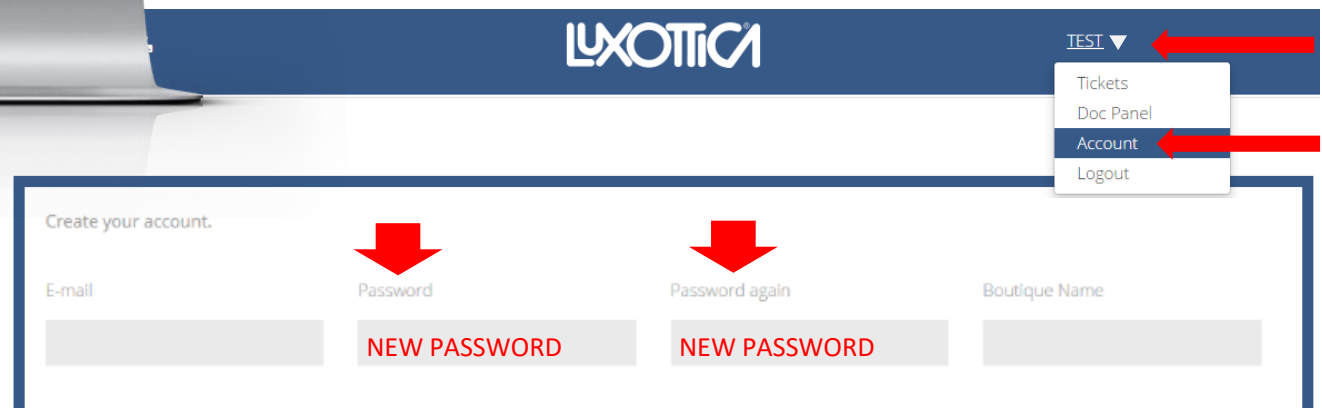 LUXOTTICA
TEST
Tickets
Doc Panel
Account
Logout
Create your account.
E-mail
Password
Password again
Boutique Name
NEW PASSWORD
NEW PASSWORD